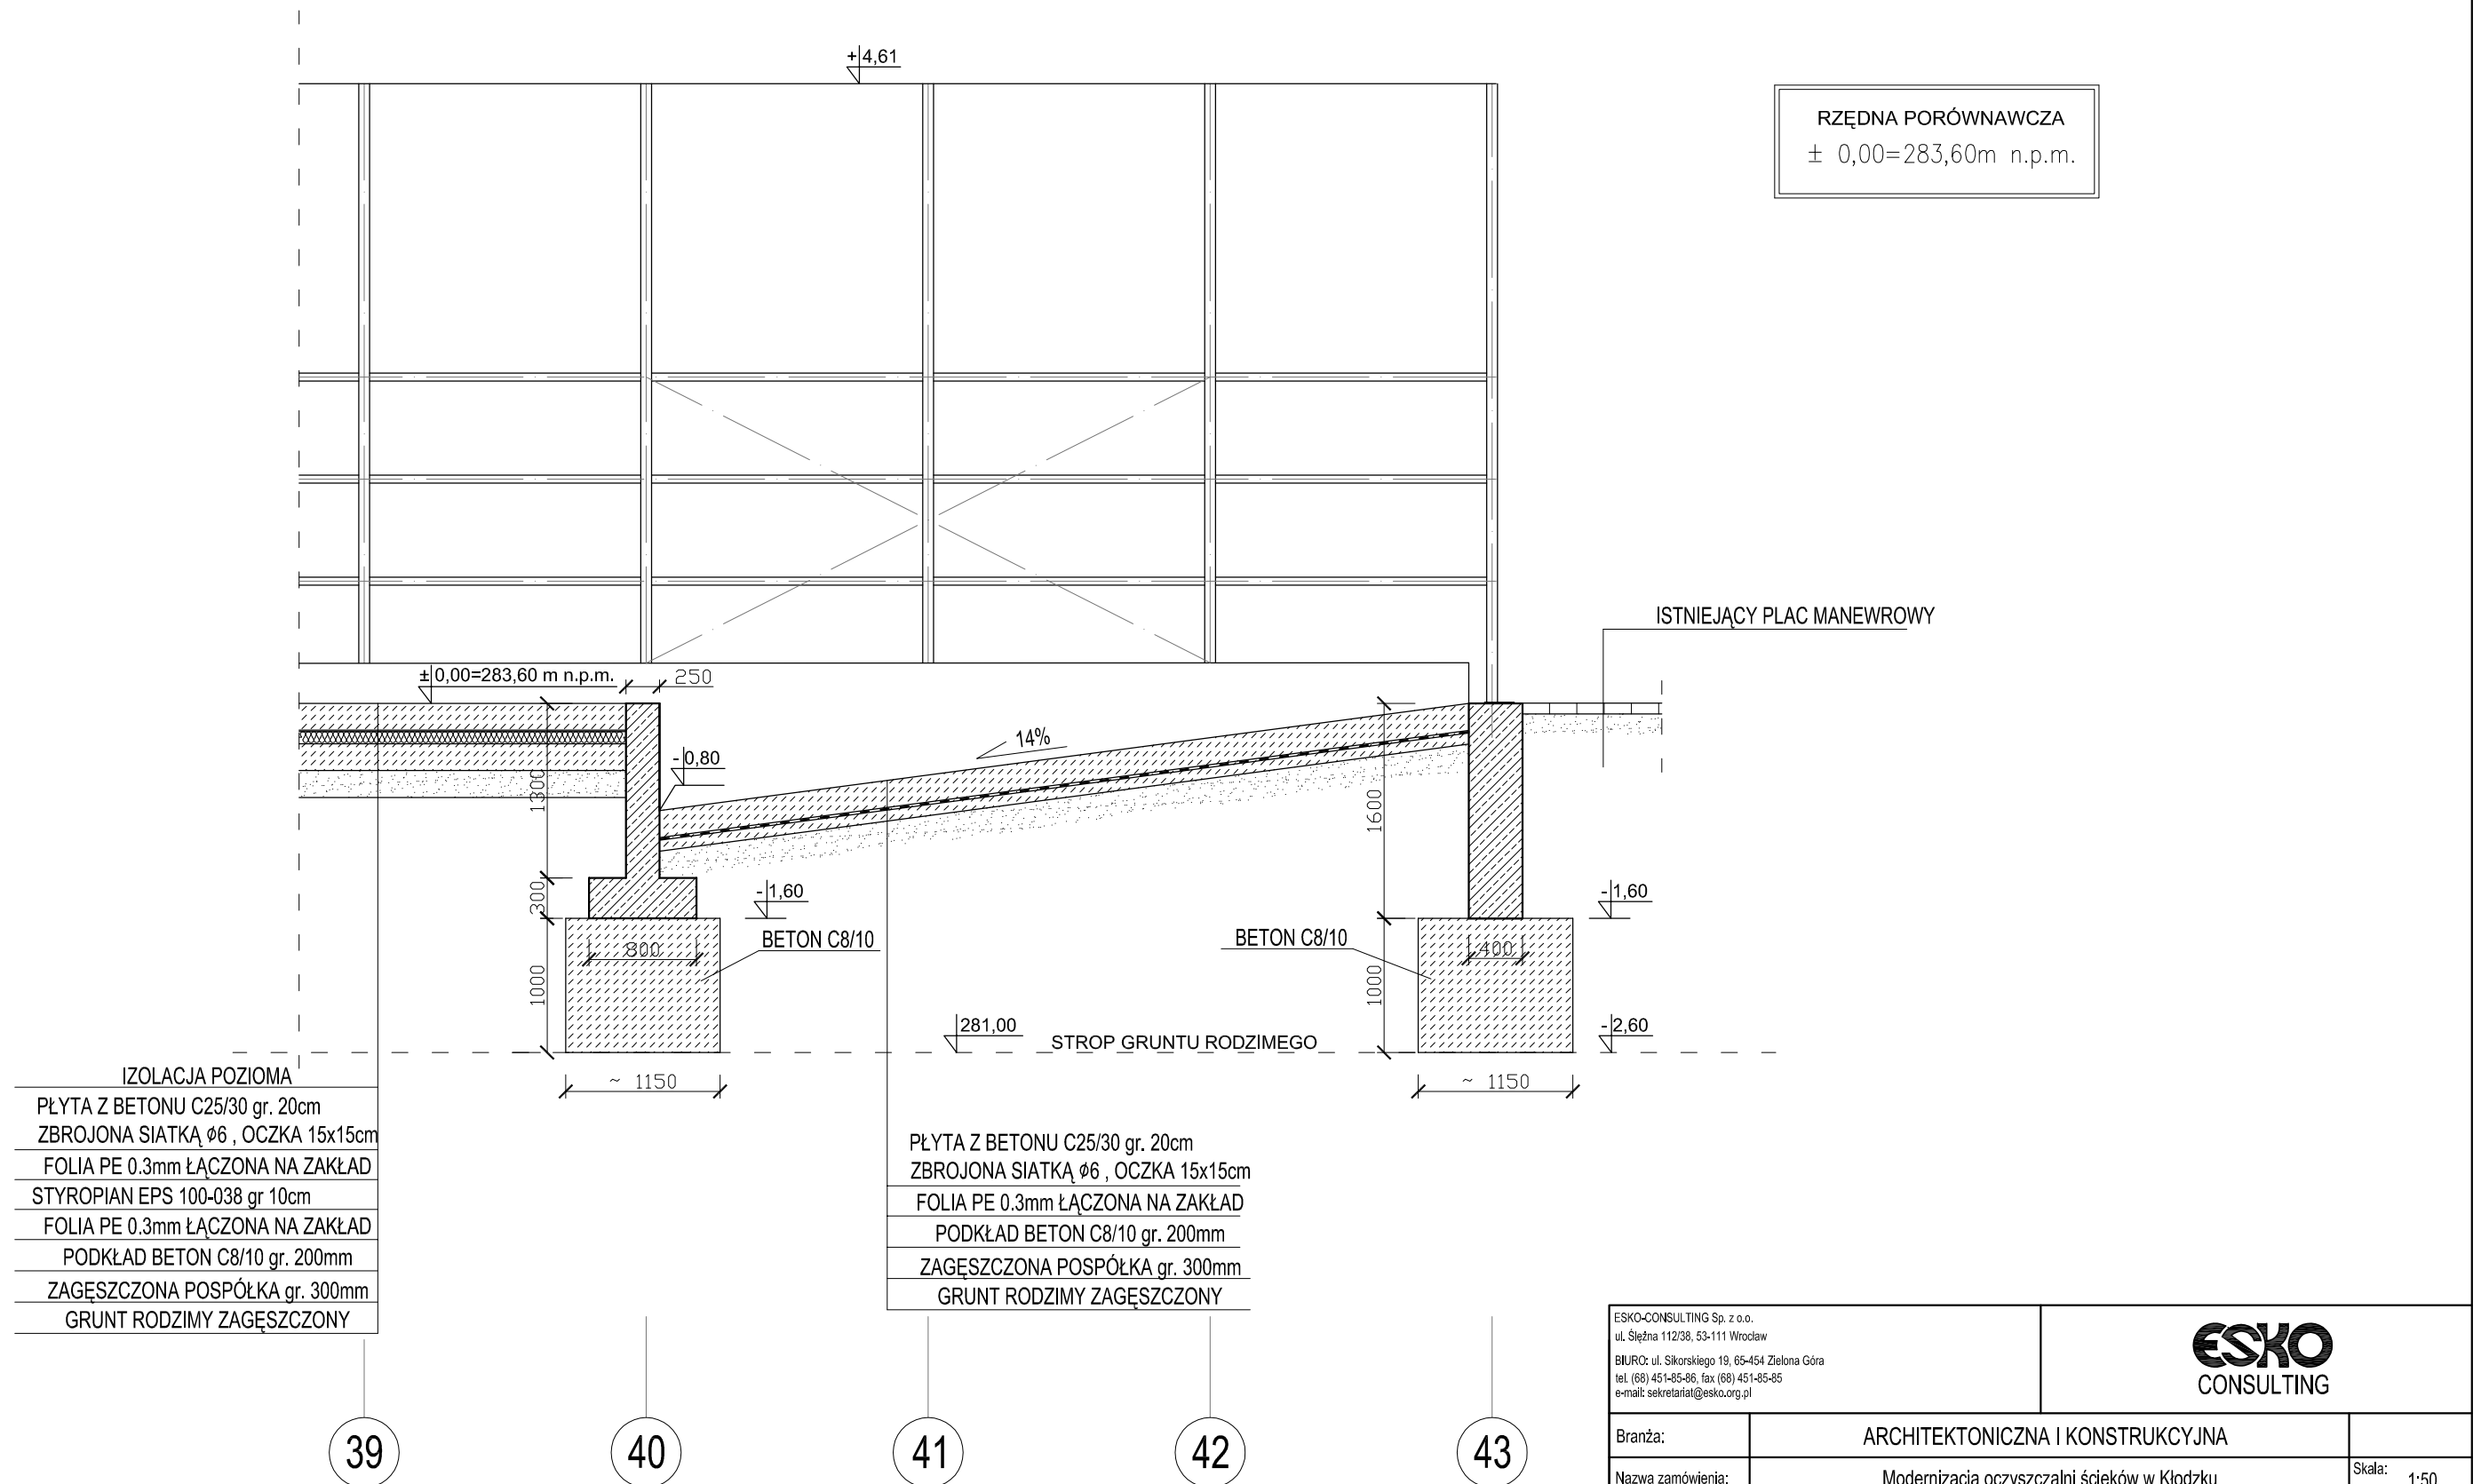 +4,61
RZĘDNA PORÓWNAWCZA
± 0,00=283,60m n.p.m.
ISTNIEJĄCY PLAC MANEWROWY
±0,00=283,60 m n.p.m.
250
14%
-0,80
1300
1600
300
-1,60
-1,60
BETON C8/10
BETON C8/10
800
400
1000
1000
281,00
STROP GRUNTU RODZIMEGO
-2,60
~ 1150
~ 1150
IZOLACJA POZIOMA
PŁYTA Z BETONU C25/30 gr. 20cm
ZBROJONA SIATKĄ φ6 , OCZKA 15x15cm
FOLIA PE 0.3mm ŁĄCZONA NA ZAKŁAD
STYROPIAN EPS 100-038 gr 10cm
FOLIA PE 0.3mm ŁĄCZONA NA ZAKŁAD
PODKŁAD BETON C8/10 gr. 200mm
ZAGĘSZCZONA POSPÓŁKA gr. 300mm
GRUNT RODZIMY ZAGĘSZCZONY
PŁYTA Z BETONU C25/30 gr. 20cm
ZBROJONA SIATKĄ φ6 , OCZKA 15x15cm
FOLIA PE 0.3mm ŁĄCZONA NA ZAKŁAD
PODKŁAD BETON C8/10 gr. 200mm
ZAGĘSZCZONA POSPÓŁKA gr. 300mm
GRUNT RODZIMY ZAGĘSZCZONY
39
40
41
42
43
ESKO-CONSULTING Sp. z o.o.
ul. Ślężna 112/38, 53-111 Wrocław
BIURO: ul. Sikorskiego 19, 65-454 Zielona Góra
tel. (68) 451-85-86, fax (68) 451-85-85
e-mail: sekretariat@esko.org.pl
ESKO
CONSULTING
Branża:
ARCHITEKTONICZNA I KONSTRUKCYJNA
Nazwa zamówienia:
Modernizacja oczyszczalni ścieków w Kłodzku
Skala:
1:50